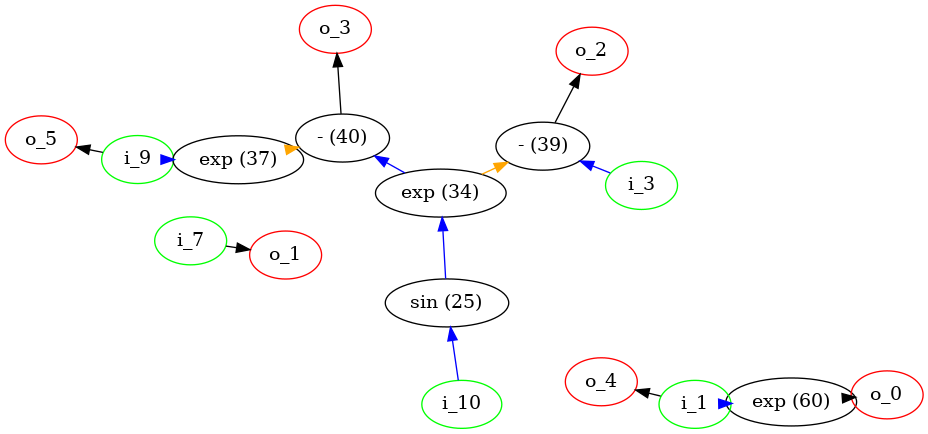 o_3
o_2
- (40)
o_5
- (39)
i_9
exp (37)
i_3
exp (34)
i_7
o_1
sin (25)
o_4
i_10
i_1
exp (60)
o_0